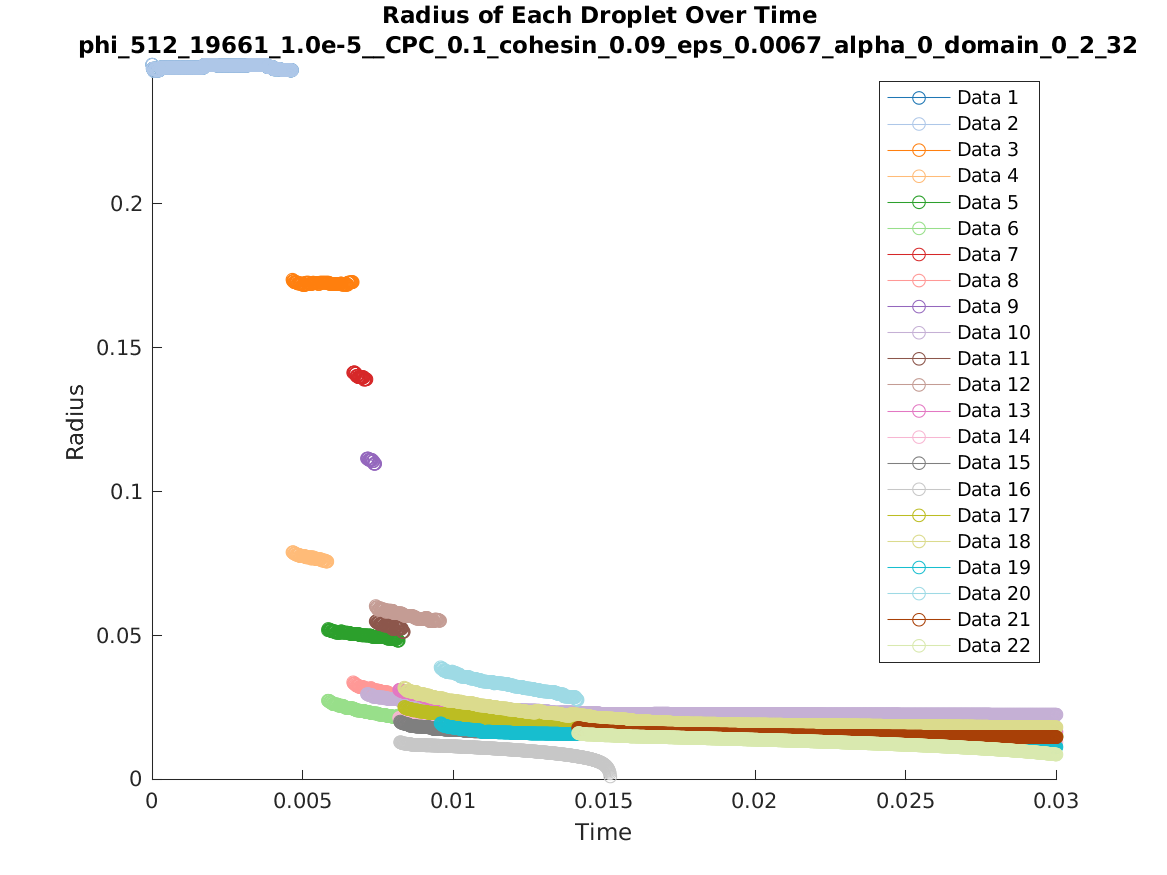 Radius of Each Droplet Over Time
phi_512_19661_1.0e-5__CPC_0.1_cohesin_0.09_eps_0.0067_alpha_0_domain_0_2_32
Data 1
Data 2
Data 3
Data 4
Data 5
Data 6
Data 7
Data 8
Data 9
Data 10
Data 11
Data 12
Data 13
Data 14
Data 15
Data 16
Data 17
Data 18
Data 19
Data 20
Data 21
Data 22
0.2
0.15
0.1
0.05
0
Radius
0
0.005
0.01
0.015
0.02
0.025
0.03
Time